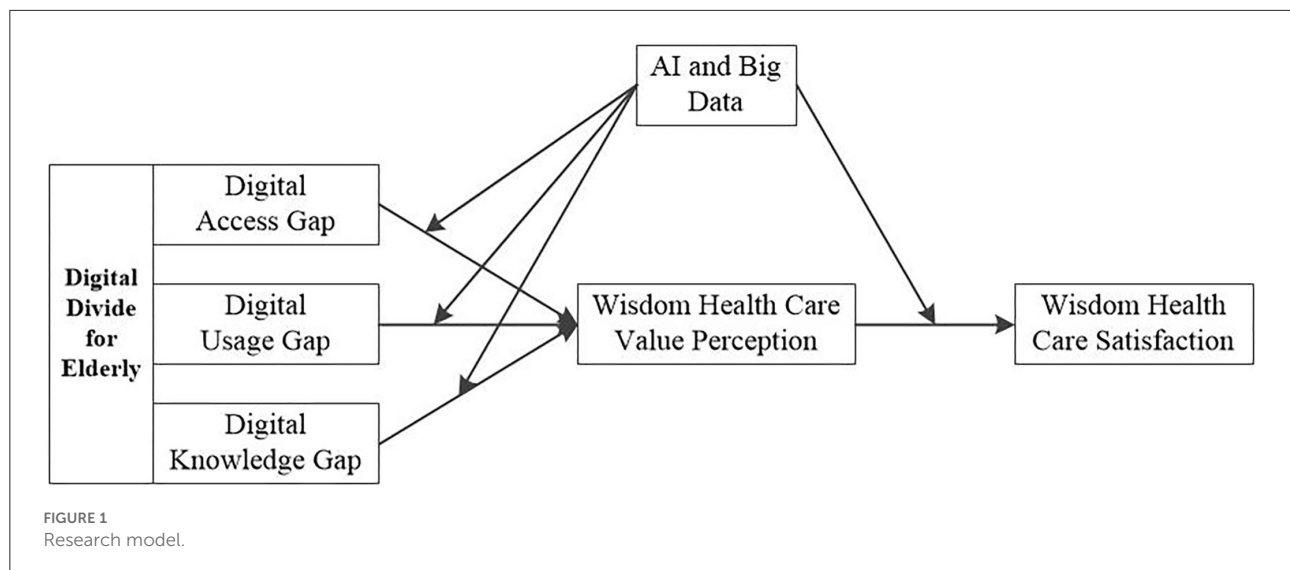 AI and Big
Data
Digital
Access Gap
Digital
Divide
for
Elderly
Digital
Usage Gap
Wisdom Health Care
Value Perception
Wisdom Health
Care Satisfaction
Digital
Knowledge Gap
FIGURE 1
Research model.